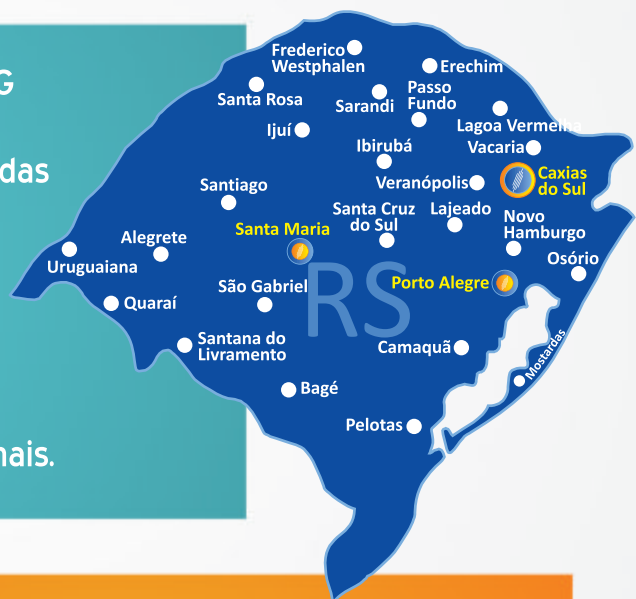 G
das
nais.
Frederico
Westphalen
Erechim
Santa Rosa
Sarandi
Passo
Fundo
Ijuí
Lagoa Vermelha
Vacaria
Ibirubá
Veranópolis
Caxias
do Sul
Santiago
Santa Cruz
do Sul
Lajeado
Novo
Hamburgo
Santa Maria
Alegrete
Uruguaiana
Osório
São Gabriel
RS
Porto Alegre
Quaraí
Santana do
Livramento
Camaquã
Mostardas
Bagé
Pelotas